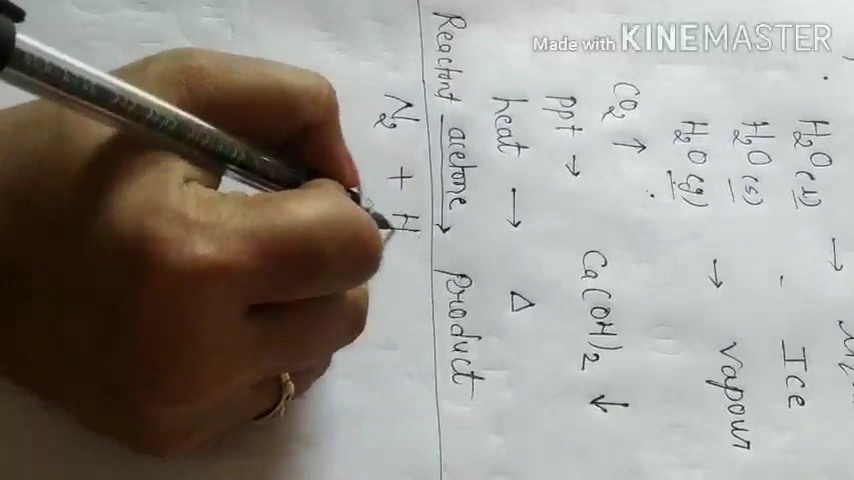 Made with KINEMASTER
H₂O(l) →
H₂O(s) - Ice
H₂O(g) → vapour
CO₂ ↑ Ca(OH)₂ ↓
ppt ↓
heat → Δ
Reactant acetone→ product
N₂ + H